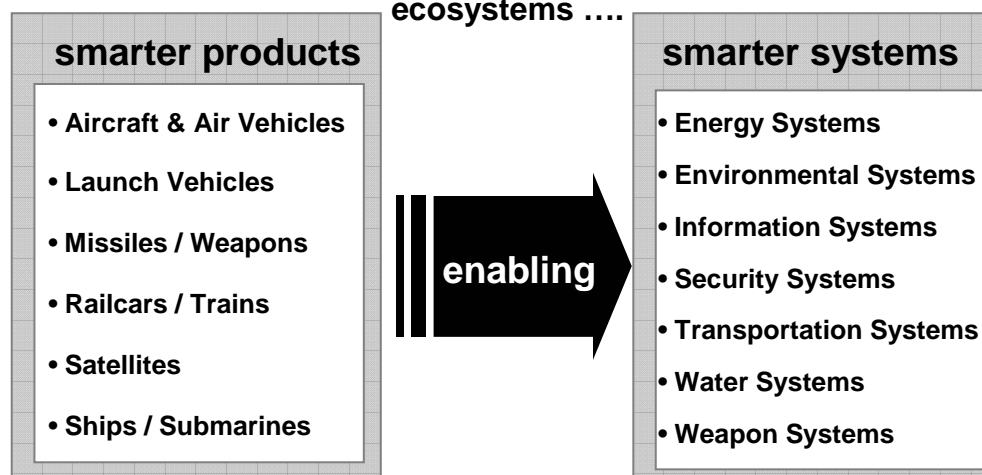 ecosystems ….
smarter products
• Aircraft & Air Vehicles
• Launch Vehicles
• Missiles / Weapons
• Railcars / Trains
• Satellites
• Ships / Submarines
enabling
smarter systems
• Energy Systems
• Environmental Systems
• Information Systems
• Security Systems
• Transportation Systems
• Water Systems
• Weapon Systems